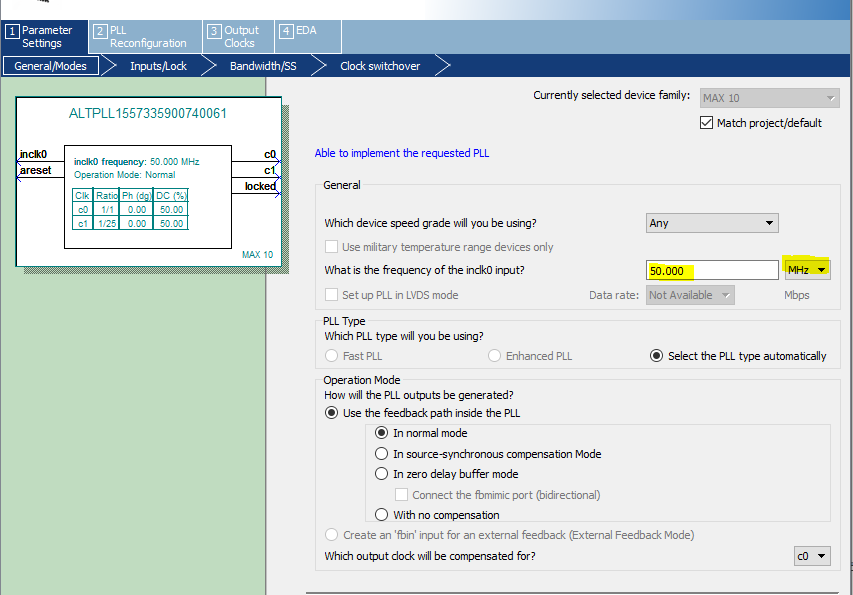 1 Parameter Settings
2 PLL Reconfiguration
3 Output Clocks
4 EDA
General/Modes
Inputs/Lock
Bandwidth/SS
Clock switchover
ALTPLL1557335900740061
inclk0
areset
inclk0 frequency: 50.000 MHz
Operation Mode: Normal
Clk Ratio Ph (dg) DC (%)
c0 1/1 0.00 50.00
c1 1/25 0.00 50.00
c0
c1
locked
MAX 10
Currently selected device family: MAX 10
Match project/default
Able to implement the requested PLL
General
Which device speed grade will you be using? Any
Use military temperature range devices only
What is the frequency of the inclk0 input? 50.000 MHz
Set up PLL in LVDS mode Data rate: Not Available Mbps
PLL Type
Which PLL type will you be using?
Fast PLL Enhanced PLL Select the PLL type automatically
Operation Mode
How will the PLL outputs be generated?
Use the feedback path inside the PLL
In normal mode
In source-synchronous compensation Mode
In zero delay buffer mode
Connect the fbmimic port (bidirectional)
With no compensation
Create an 'fbin' input for an external feedback (External Feedback Mode)
Which output clock will be compensated for? c0